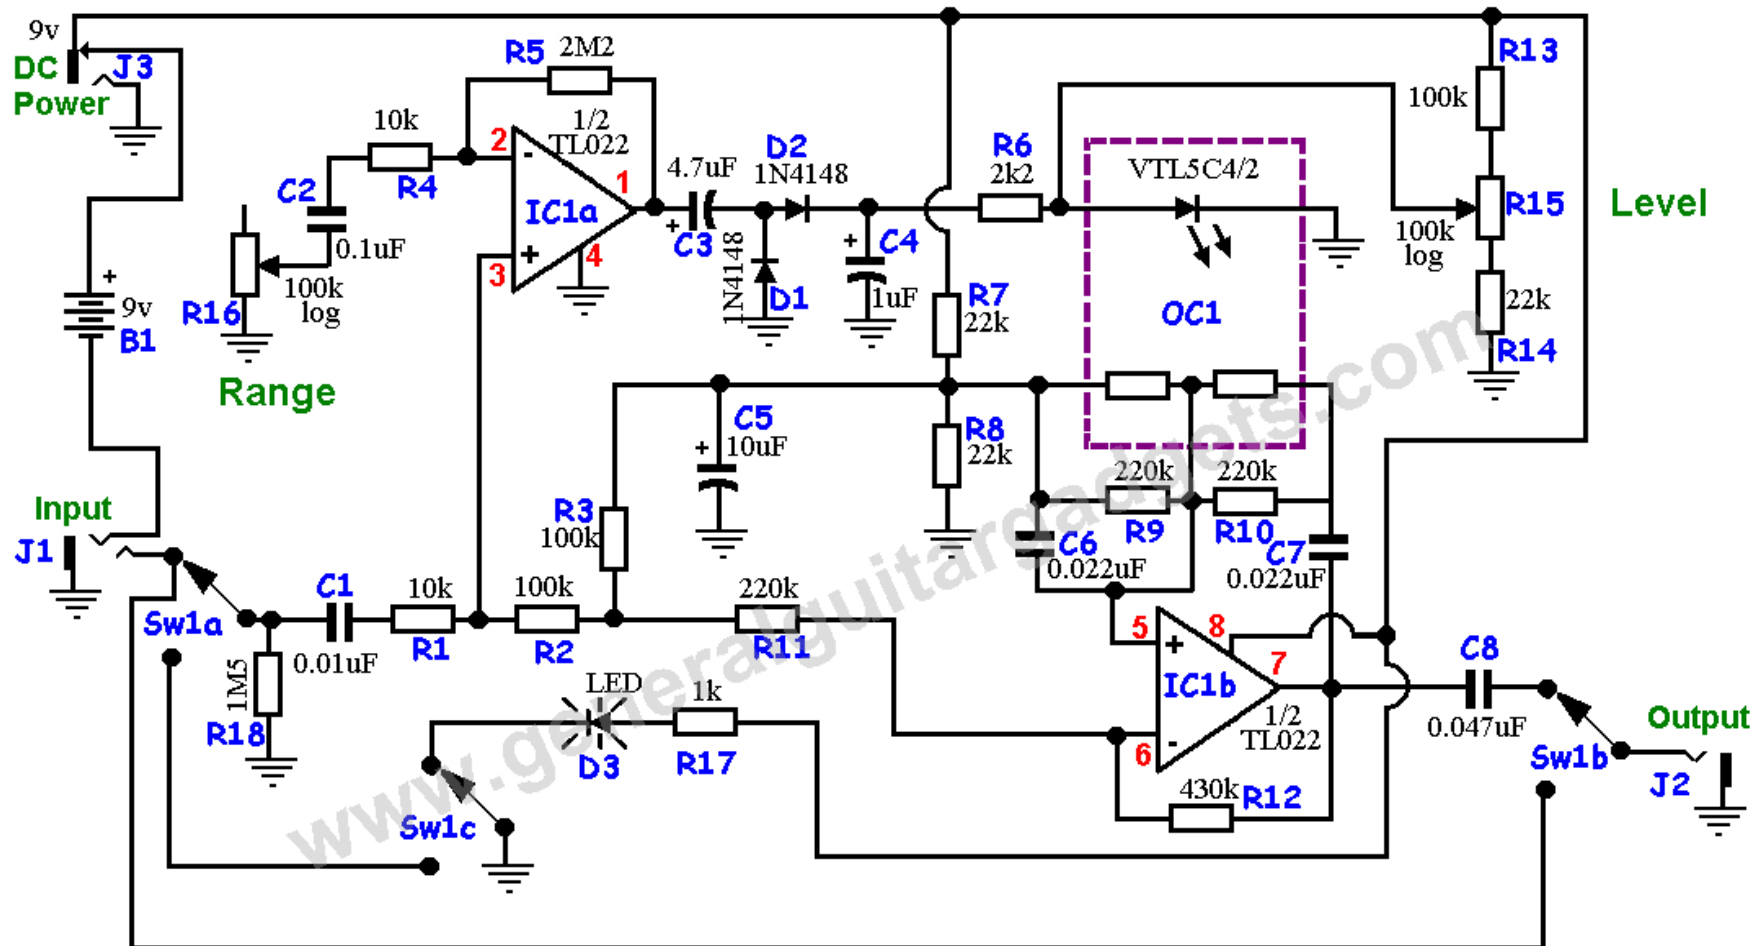 9v
DC
Power
J3
R5
2M2
10k
R4
2
-
1/2
TL022
1
IC1a
+
3
4
C2
0.1uF
R16
100k
log
Range
9v
+
B1
4.7uF
+
C3
D2
1N4148
1N4148
D1
+
C4
1uF
R6
2k2
VTL5C4/2
OC1
R13
100k
R15
100k
log
Level
22k
R14
R7
22k
R8
22k
C5
+
10uF
R3
100k
220k
R9
220k
R10
C6
0.022uF
C7
0.022uF
Input
J1
Sw1a
C1
0.01uF
10k
R1
100k
R2
220k
R11
1M5
R18
LED
D3
1k
R17
Sw1c
5
+
8
7
IC1b
1/2
TL022
6
-
430k
R12
C8
0.047uF
Sw1b
Output
J2
www.generalguitargadgets.com